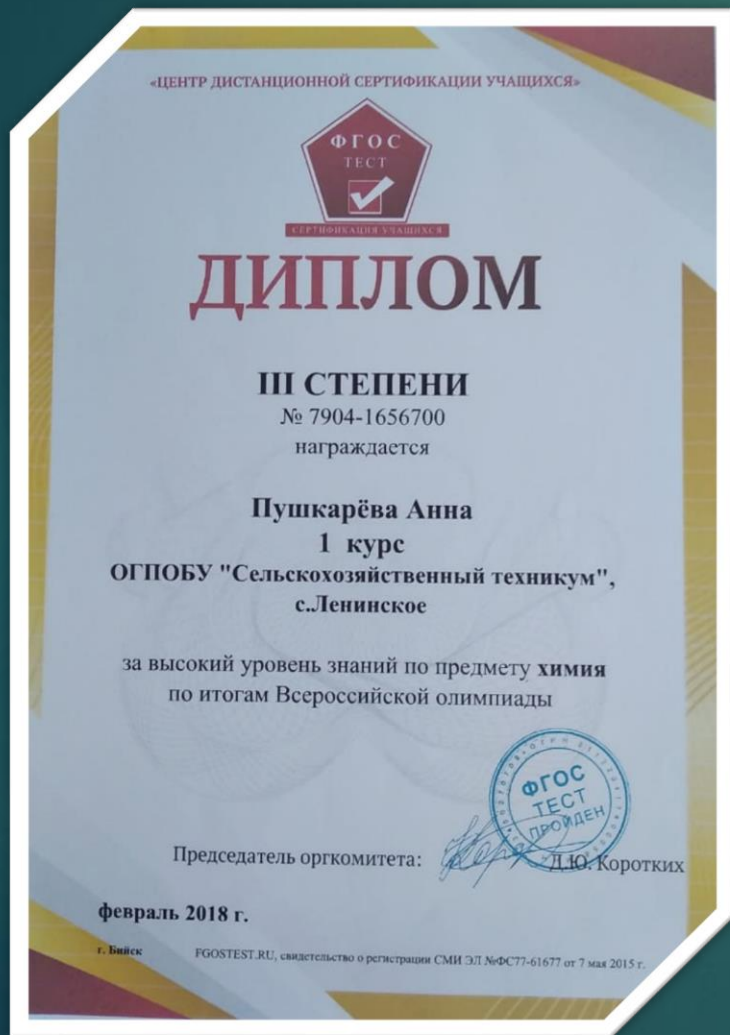 «ЦЕНТР ДИСТАНЦИОННОЙ СЕРТИФИКАЦИИ УЧАЩИХСЯ»
ФГОС
ТЕСТ
СЕРТИФИКАЦИЯ УЧАЩИХСЯ
ДИПЛОМ
III СТЕПЕНИ
№ 7904-1656700
награждается
Пушкарёва Анна
1 курс
ОГПОБУ "Сельскохозяйственный техникум",
с.Ленинское
за высокий уровень знаний по предмету химия
по итогам Всероссийской олимпиады
ФГОС
ТЕСТ
ПРОЙДЕН
Председатель оргкомитета:
Д.Ю. Коротких
февраль 2018 г.
г. Бийск
FGOSTEST.RU, свидетельство о регистрации СМИ ЭЛ №ФС77-61677 от 7 мая 2015 г.